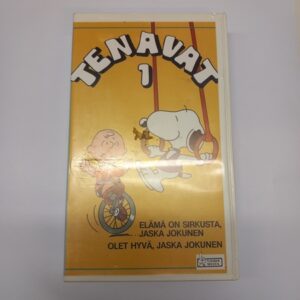 TENAVAT
1
ELÄMÄ ON SIRKUSTA,
JASKA JOKUNEN
OLET HYVÄ, JASKA JOKUNEN